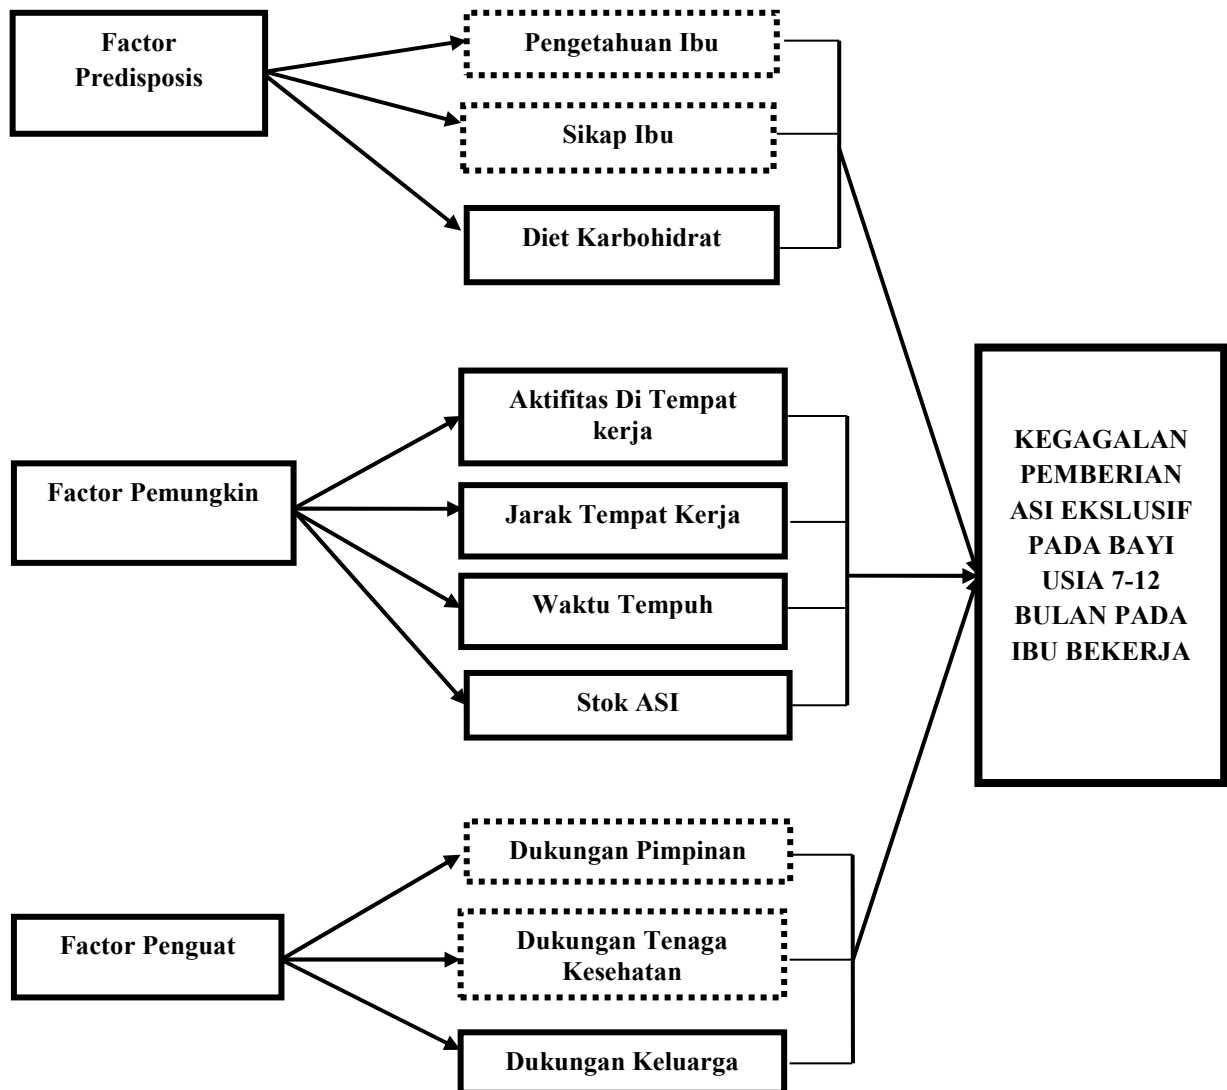 Factor
Predisposis
Pengetahuan Ibu
Sikap Ibu
Diet Karbohidrat
Factor Pemungkin
Aktifitas Di Tempat
kerja
Jarak Tempat Kerja
Waktu Tempuh
Stok ASI
Factor Penguat
Dukungan Pimpinan
Dukungan Tenaga
Kesehatan
Dukungan Keluarga
KEGAGALAN
PEMBERIAN
ASI EKSLUSIF
PADA BAYI
USIA 7-12
BULAN PADA
IBU BEKERJA